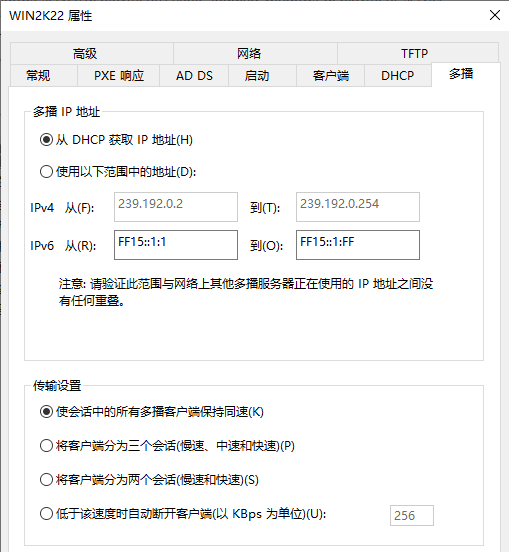 WIN2K22 属性
高级 网络 TFTP
常规 PXE 响应 AD DS 启动 客户端 DHCP 多播
多播 IP 地址
从 DHCP 获取 IP 地址(H)
使用以下范围中的地址(D):
IPv4 从(F): 239.192.0.2 到(T): 239.192.0.254
IPv6 从(R): FF15::1:1 到(O): FF15::1:FF
注意: 请验证此范围与网络上其他多播服务器正在使用的 IP 地址之间没
有任何重叠。
传输设置
使会话中的所有多播客户端保持同速(K)
将客户端分为三个会话(慢速、中速和快速)(P)
将客户端分为两个会话(慢速和快速)(S)
低于该速度时自动断开客户端(以 KBps 为单位)(U): 256